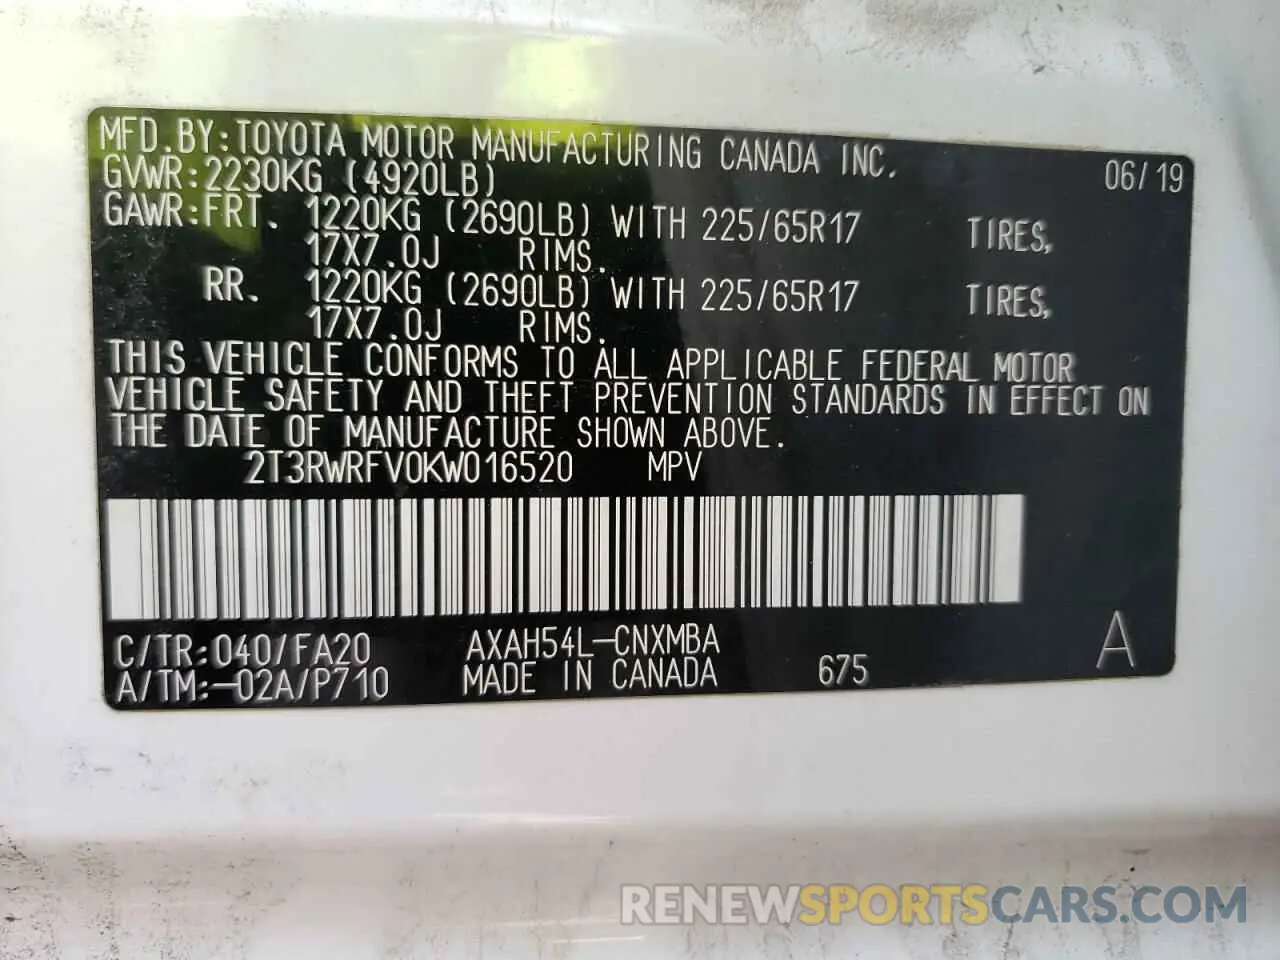 MFD.BY:TOYOTA MOTOR MANUFACTURING CANADA INC. 06/19
GVWR:2230KG (4920LB)
GAWR:FRT. 1220KG (2690LB) WITH 225/65R17 TIRES,
17X7.0J RIMS.
RR. 1220KG (2690LB) WITH 225/65R17 TIRES,
17X7.0J RIMS.
THIS VEHICLE CONFORMS TO ALL APPLICABLE FEDERAL MOTOR
VEHICLE SAFETY AND THEFT PREVENTION STANDARDS IN EFFECT ON
THE DATE OF MANUFACTURE SHOWN ABOVE.
2T3RWRFV0KW016520 MPV
C/TR:040/FA20 AXAH54L-CNXMBA A
A/TM:-02A/P710 MADE IN CANADA 675
RENEWSPORTSCARS.COM